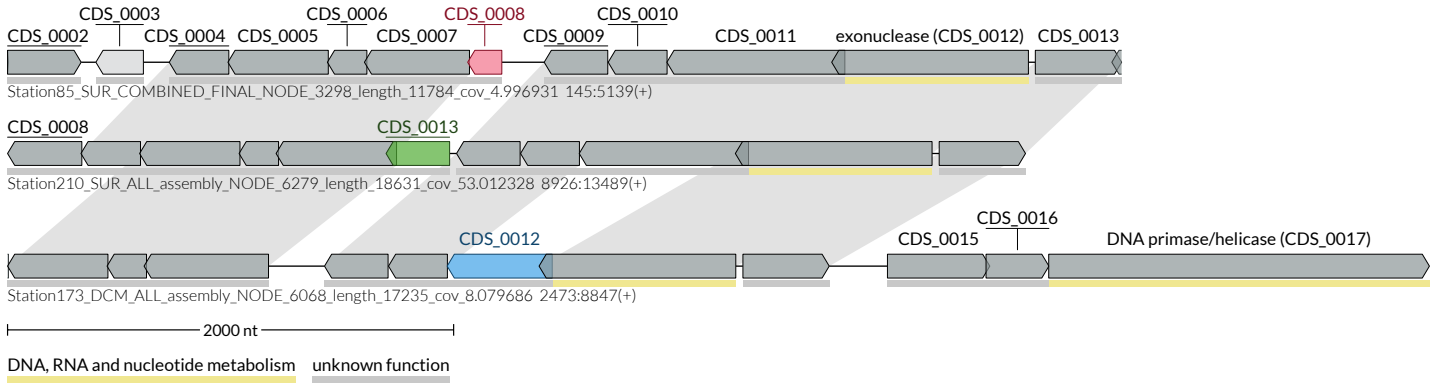 CDS_0003 CDS_0006 CDS_0008 CDS_0010
CDS_0002 CDS_0004 CDS_0005 CDS_0007 CDS_0009 CDS_0011 exonuclease (CDS_0012) CDS_0013
Station85_SUR_COMBINED_FINAL_NODE_3298_length_11784_cov_4.996931 145:5139(+)
CDS_0008 CDS_0013
Station210_SUR_ALL_assembly_NODE_6279_length_18631_cov_53.012328 8926:13489(+)
CDS_0016
CDS_0012 CDS_0015 DNA primase/helicase (CDS_0017)
Station173_DCM_ALL_assembly_NODE_6068_length_17235_cov_8.079686 2473:8847(+)
2000 nt
DNA, RNA and nucleotide metabolism unknown function